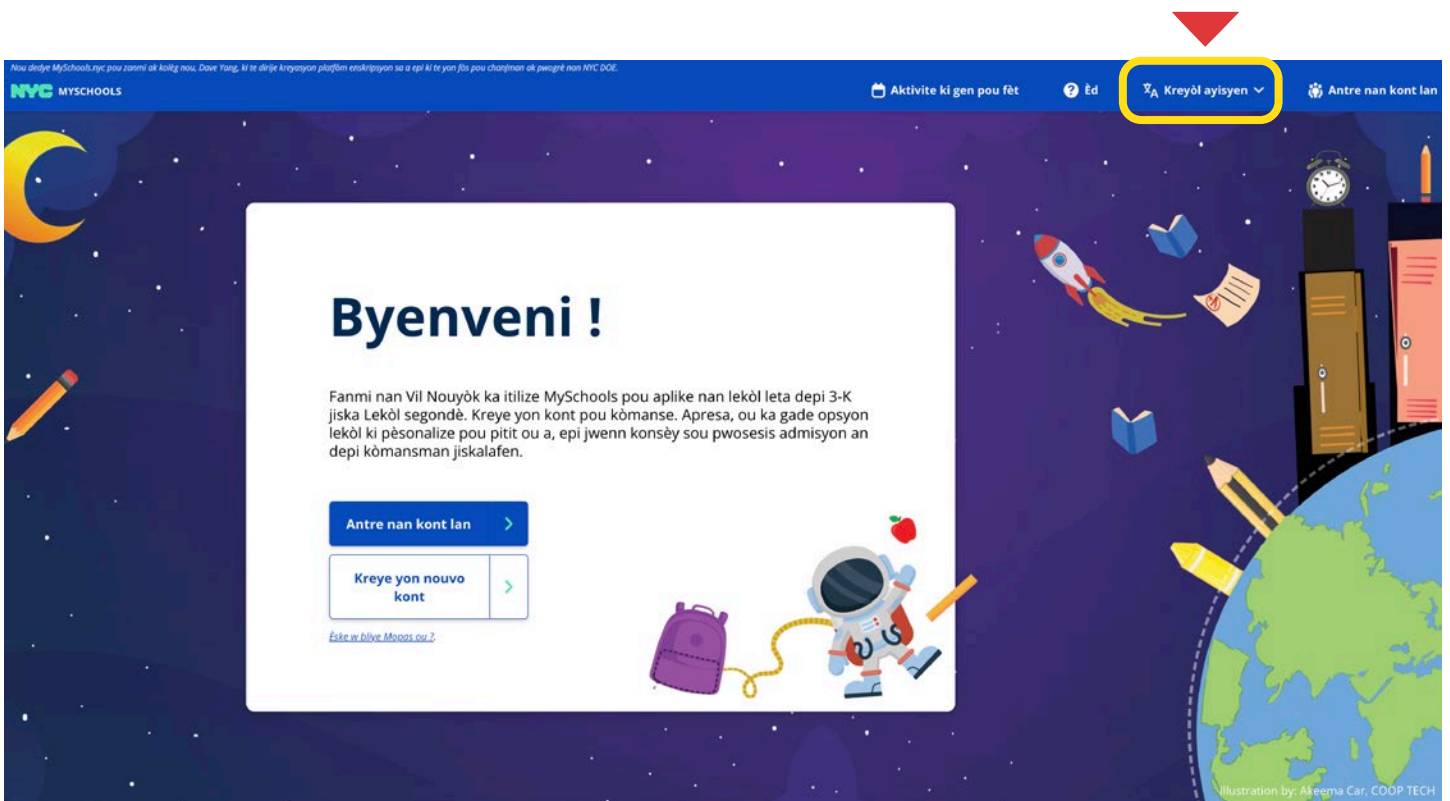 Nou dedye MySchools.nyc pou zanmi ak kolèg nou, Dave Yang, ki te dirije kreyasyon platfòm enskripsyon sa a epi ki te yon fòs pou chanjman ak pwogrè nan NYC DOE.
NYC MYSCHOOLS
Aktivite ki gen pou fèt
Èd
Kreyòl ayisyen
Antre nan kont lan
Byenveni !
Fanmi nan Vil Nouyòk ka itilize MySchools pou aplike nan lekòl leta depi 3-K
jiska Lekòl segondè. Kreye yon kont pou kòmanse. Apresa, ou ka gade opsyon
lekòl ki pèsonalize pou pitit ou a, epi jwenn konsèy sou pwosesis admisyon an
depi kòmansman jiskalafen.
Antre nan kont lan
Kreye yon nouvo
kont
Èske w bliye Mopas ou ?.
Illustration by: Akeema Car, COOP TECH